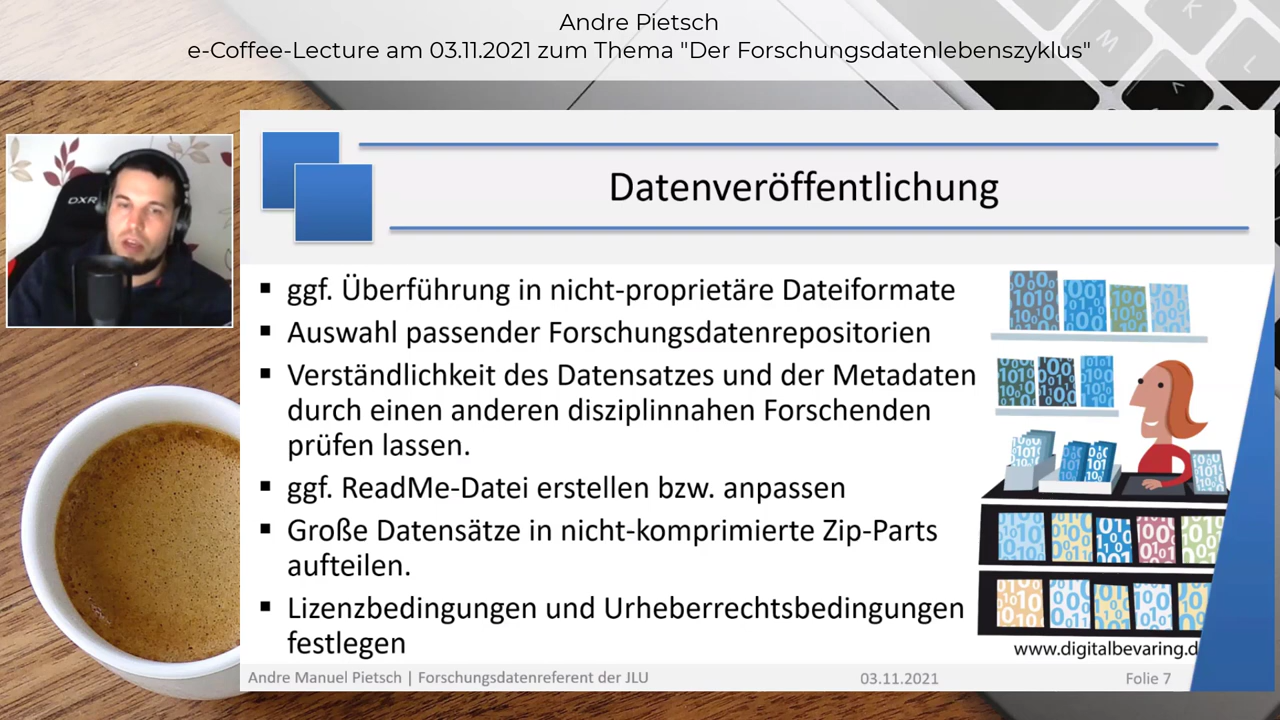 Andre Pietsch
e-Coffee-Lecture am 03.11.2021 zum Thema "Der Forschungsdatenlebenszyklus"
DXR
Datenveröffentlichung
▪ ggf. Überführung in nicht-proprietäre Dateiformate
▪ Auswahl passender Forschungsdatenrepositorien
▪ Verständlichkeit des Datensatzes und der Metadaten
durch einen anderen disziplinnahen Forschenden
prüfen lassen.
▪ ggf. ReadMe-Datei erstellen bzw. anpassen
▪ Große Datensätze in nicht-komprimierte Zip-Parts
aufteilen.
▪ Lizenzbedingungen und Urheberrechtsbedingungen
festlegen
www.digitalbevaring.d
Andre Manuel Pietsch | Forschungsdatenreferent der JLU
03.11.2021
Folie 7